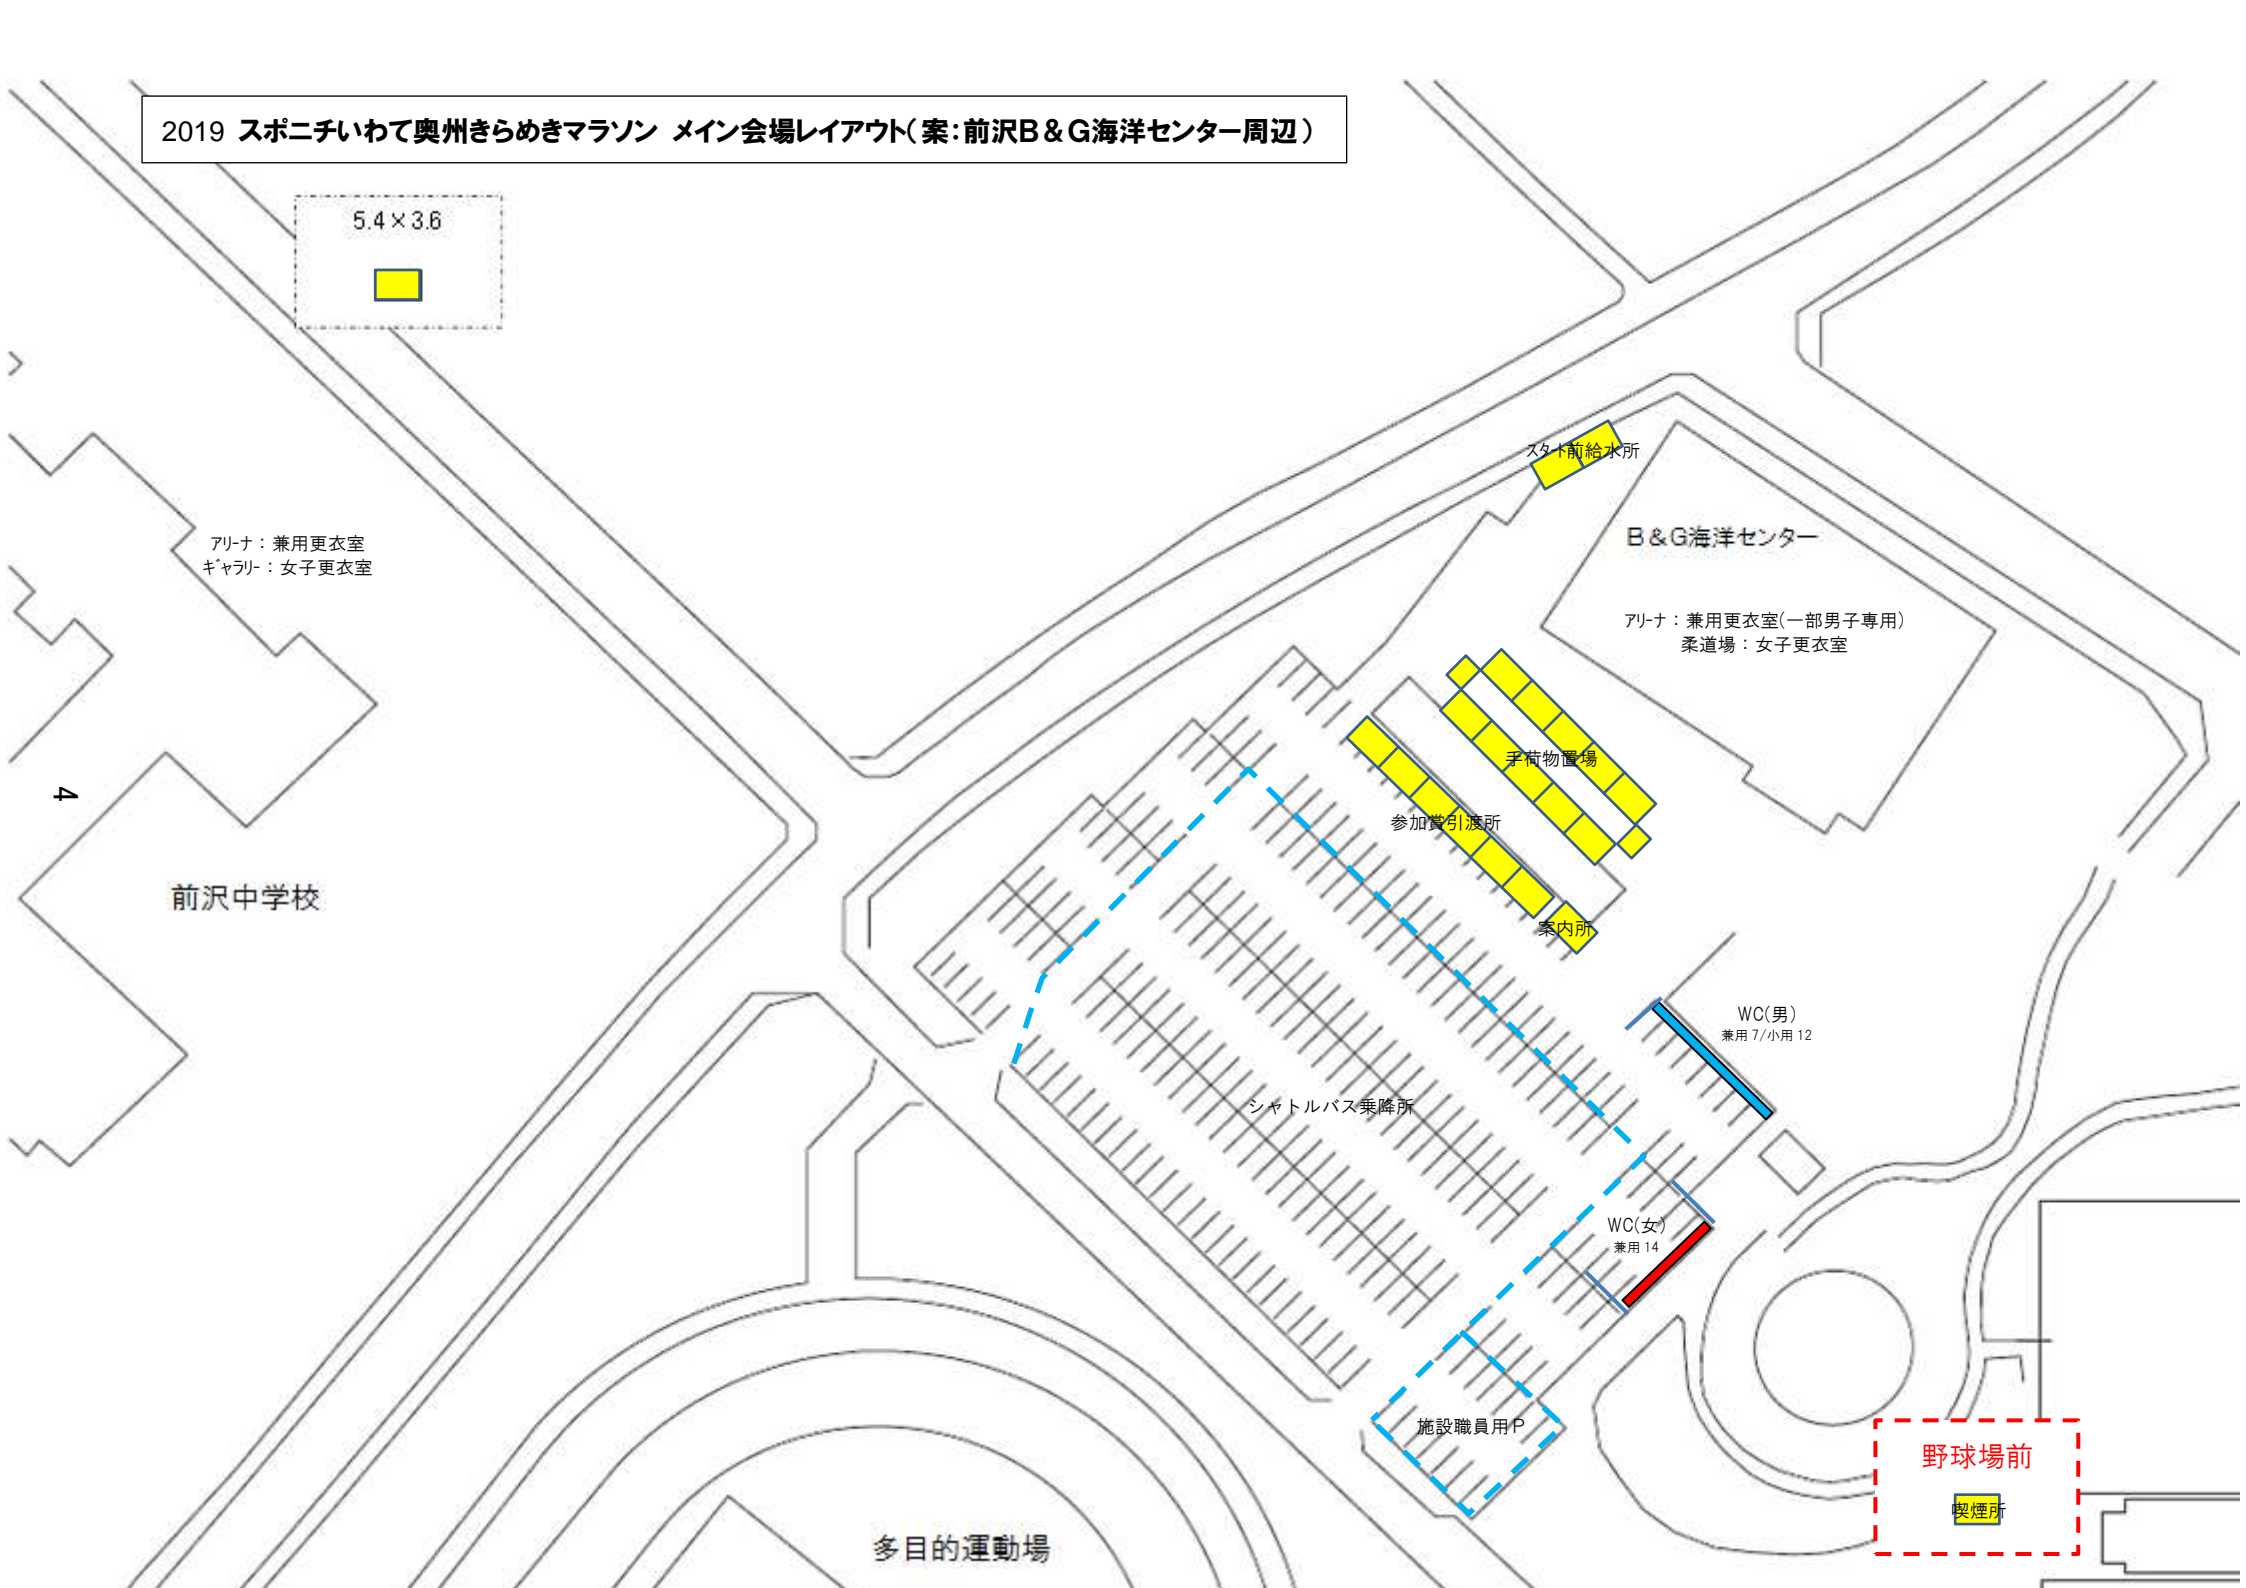 2019 スポニチいわて奥州きらめきマラソン メイン会場レイアウト(案:前沢B&G海洋センター周辺)
5.4×3.6
スタート前給水所
B&G海洋センター
アリーナ:兼用更衣室
ギャラリー:女子更衣室
アリーナ:兼用更衣室(一部男子専用)
柔道場:女子更衣室
手荷物置場
4
参加賞引渡所
前沢中学校
案内所
WC(男)
兼用 7/小用 12
シャトルバス乗降所
WC(女)
兼用 14
施設職員用P
野球場前
喫煙所
多目的運動場